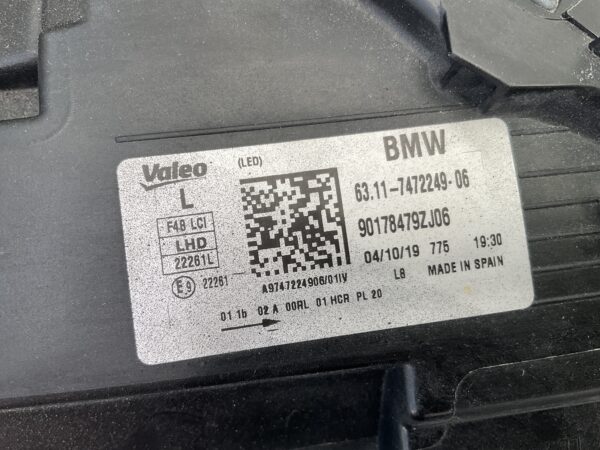 Valeo
(LED)
BMW
L
63.11-7472249-06
F48 LCI
LHD
22261L
90178479ZJ06
04/10/19 775 19:30
E9 22261
L8 MADE IN SPAIN
A9747224906/01IV
01 1b 02 A 00RL 01 HCR PL 20